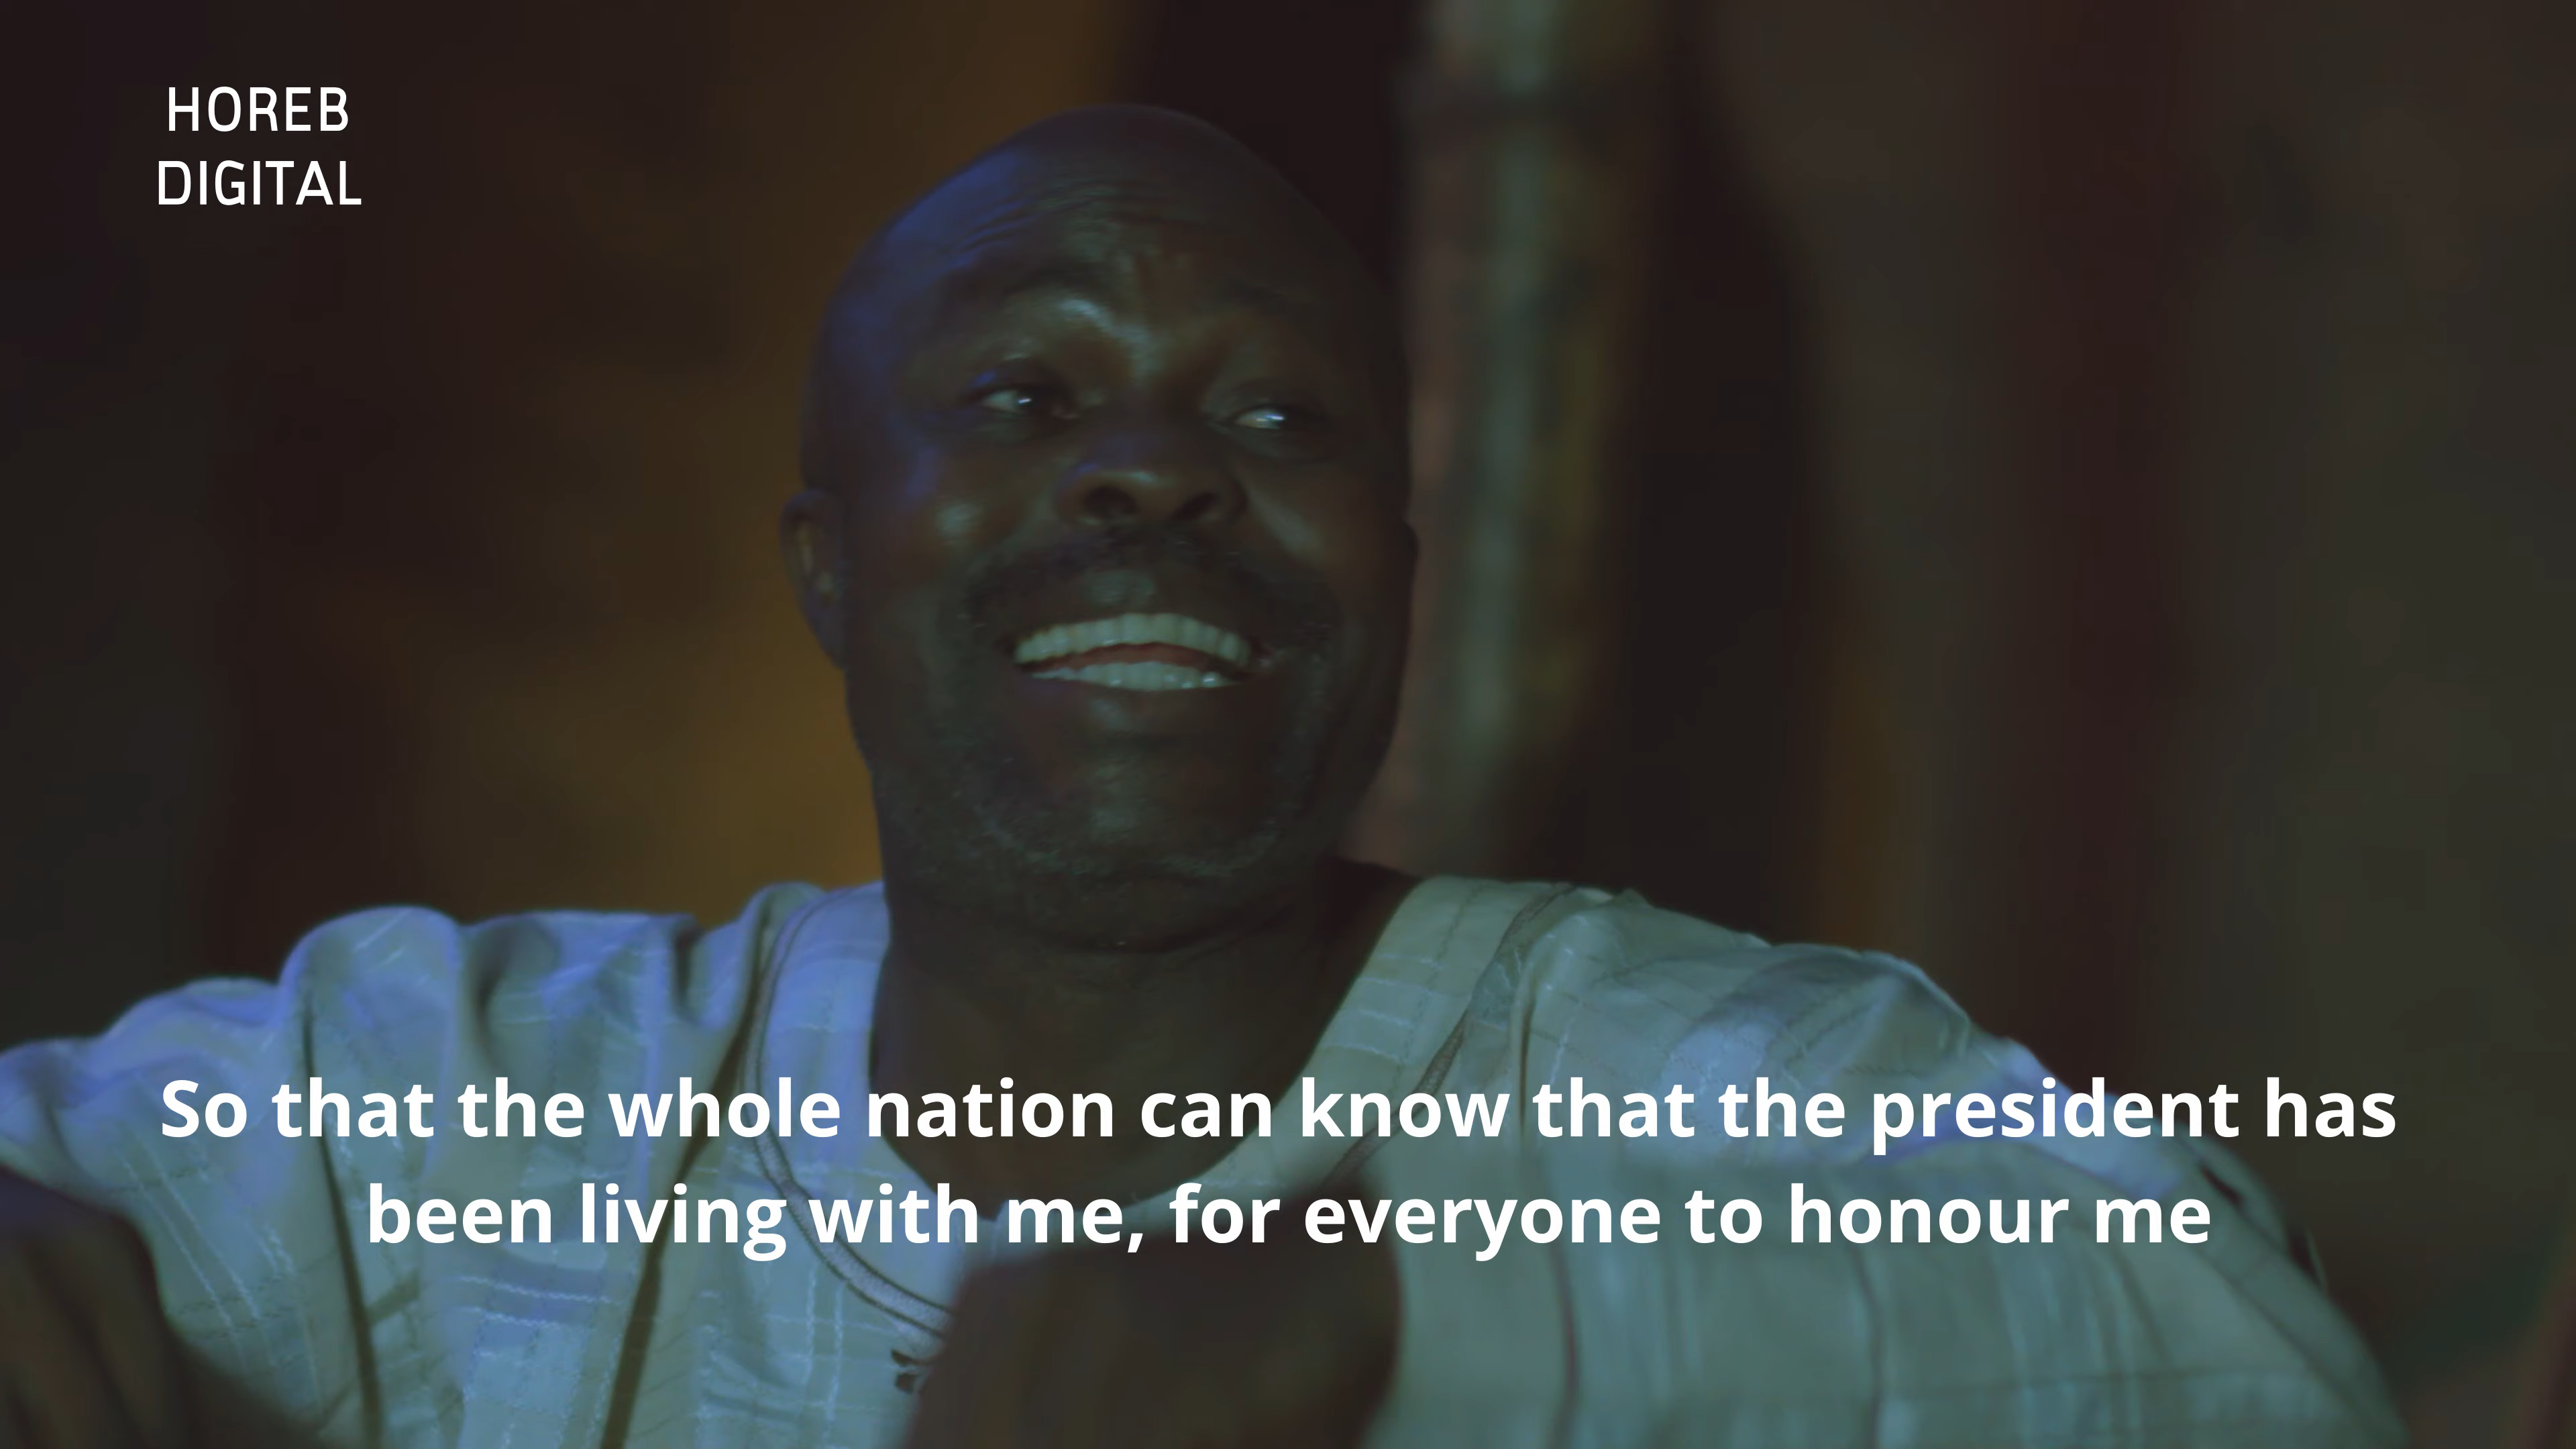 HOREB
DIGITAL
So that the whole nation can know that the president has
been living with me, for everyone to honour me